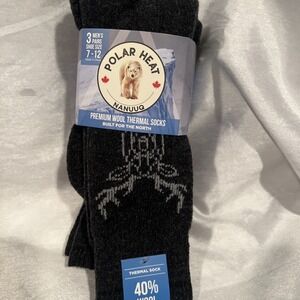 3 MEN'S
PAIRS
SHOE SIZE
7 - 12
POLAR HEAT
NANUUQ
PREMIUM WOOL THERMAL SOCKS
BUILT FOR THE NORTH
THERMAL SOCK
40%
WOOL